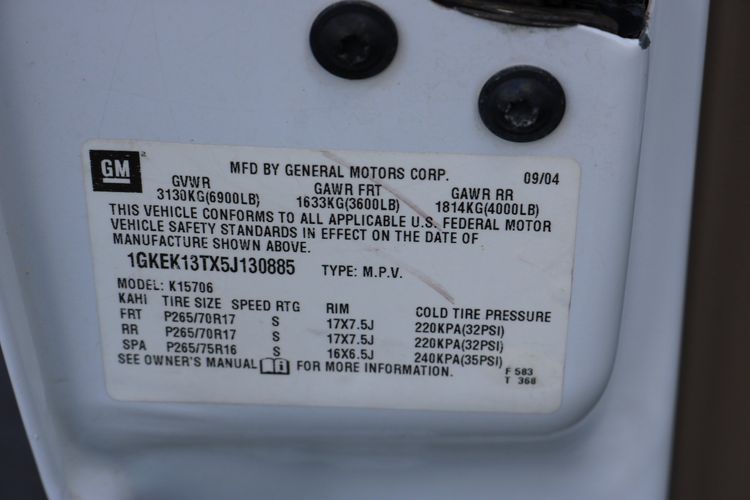 GM
MFD BY GENERAL MOTORS CORP. 09/04
GVWR GAWR FRT GAWR RR
3130KG(6900LB) 1633KG(3600LB) 1814KG(4000LB)
THIS VEHICLE CONFORMS TO ALL APPLICABLE U.S. FEDERAL MOTOR
VEHICLE SAFETY STANDARDS IN EFFECT ON THE DATE OF
MANUFACTURE SHOWN ABOVE.
1GKEK13TX5J130885 TYPE: M.P.V.
MODEL: K15706
KAHI TIRE SIZE SPEED RTG RIM COLD TIRE PRESSURE
FRT P265/70R17 S 17X7.5J 220KPA(32PSI)
RR P265/70R17 S 17X7.5J 220KPA(32PSI)
SPA P265/75R16 S 16X6.5J 240KPA(35PSI)
SEE OWNER'S MANUAL FOR MORE INFORMATION.
F 583
T 368